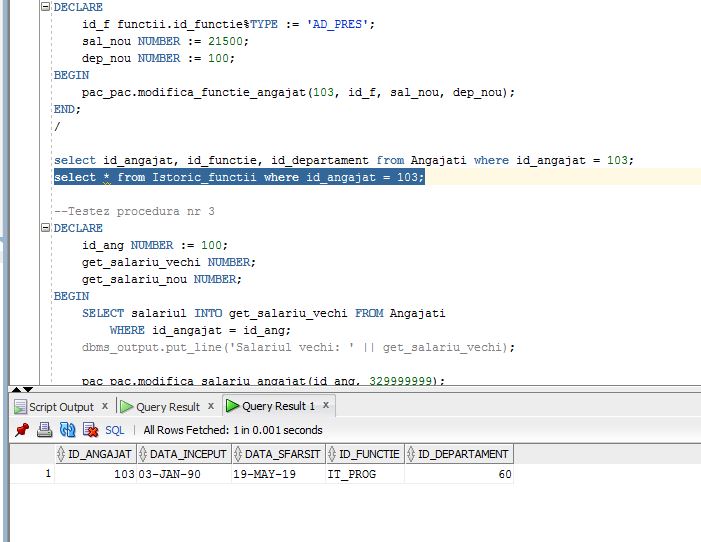 DECLARE
id_f functii.id_functie%TYPE := 'AD_PRES';
sal_nou NUMBER := 21500;
dep_nou NUMBER := 100;
BEGIN
pac_pac.modifica_functie_angajat(103, id_f, sal_nou, dep_nou);
END;
/
select id_angajat, id_functie, id_departament from Angajati where id_angajat = 103;
select * from Istoric_functii where id_angajat = 103;
--Testez procedura nr 3
DECLARE
id_ang NUMBER := 100;
get_salariu_vechi NUMBER;
get_salariu_nou NUMBER;
BEGIN
SELECT salariul INTO get_salariu_vechi FROM Angajati
WHERE id_angajat = id_ang;
dbms_output.put_line('Salariul vechi: ' || get_salariu_vechi);
pac_pac.modifica_salariu_angajat(id_ang, 329999999);
Script Output x Query Result x Query Result 1 x
SQL | All Rows Fetched: 1 in 0.001 seconds
ID_ANGAJAT DATA_INCEPUT DATA_SFARSIT ID_FUNCTIE ID_DEPARTAMENT
1 103 03-JAN-90 19-MAY-19 IT_PROG 60